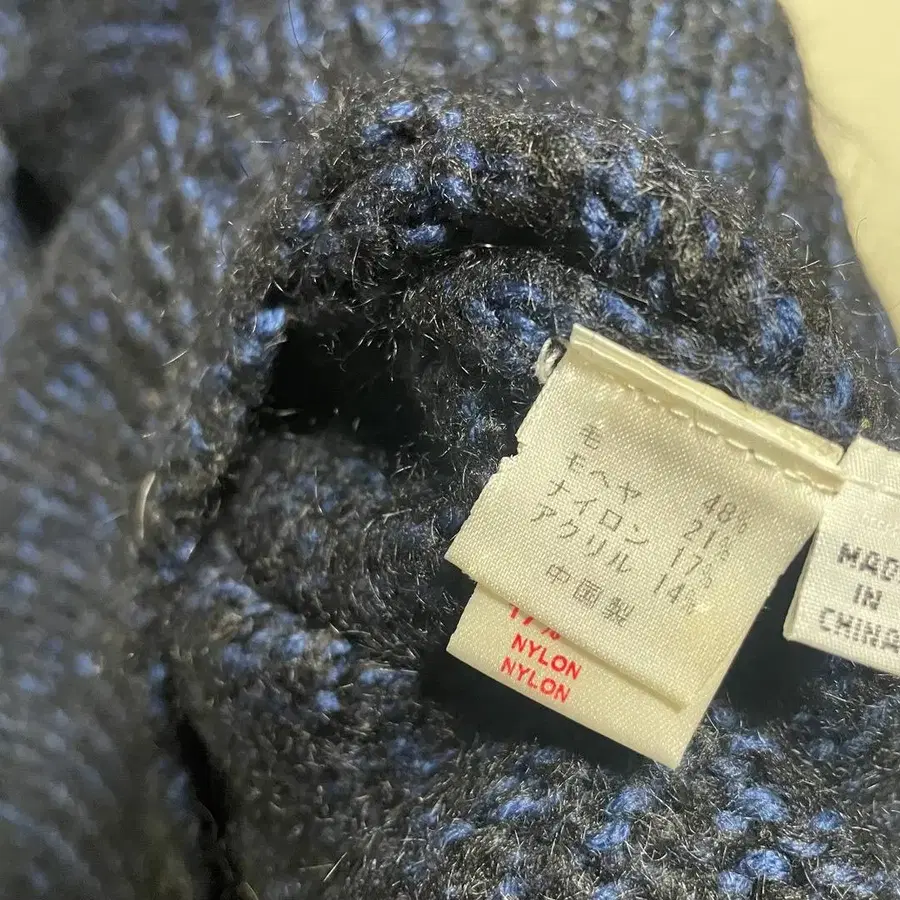 毛 48%
モヘヤ 21%
ナイロン 17%
アクリル 14%
中国製
17%
NYLON
NYLON
MADE
IN
CHINA